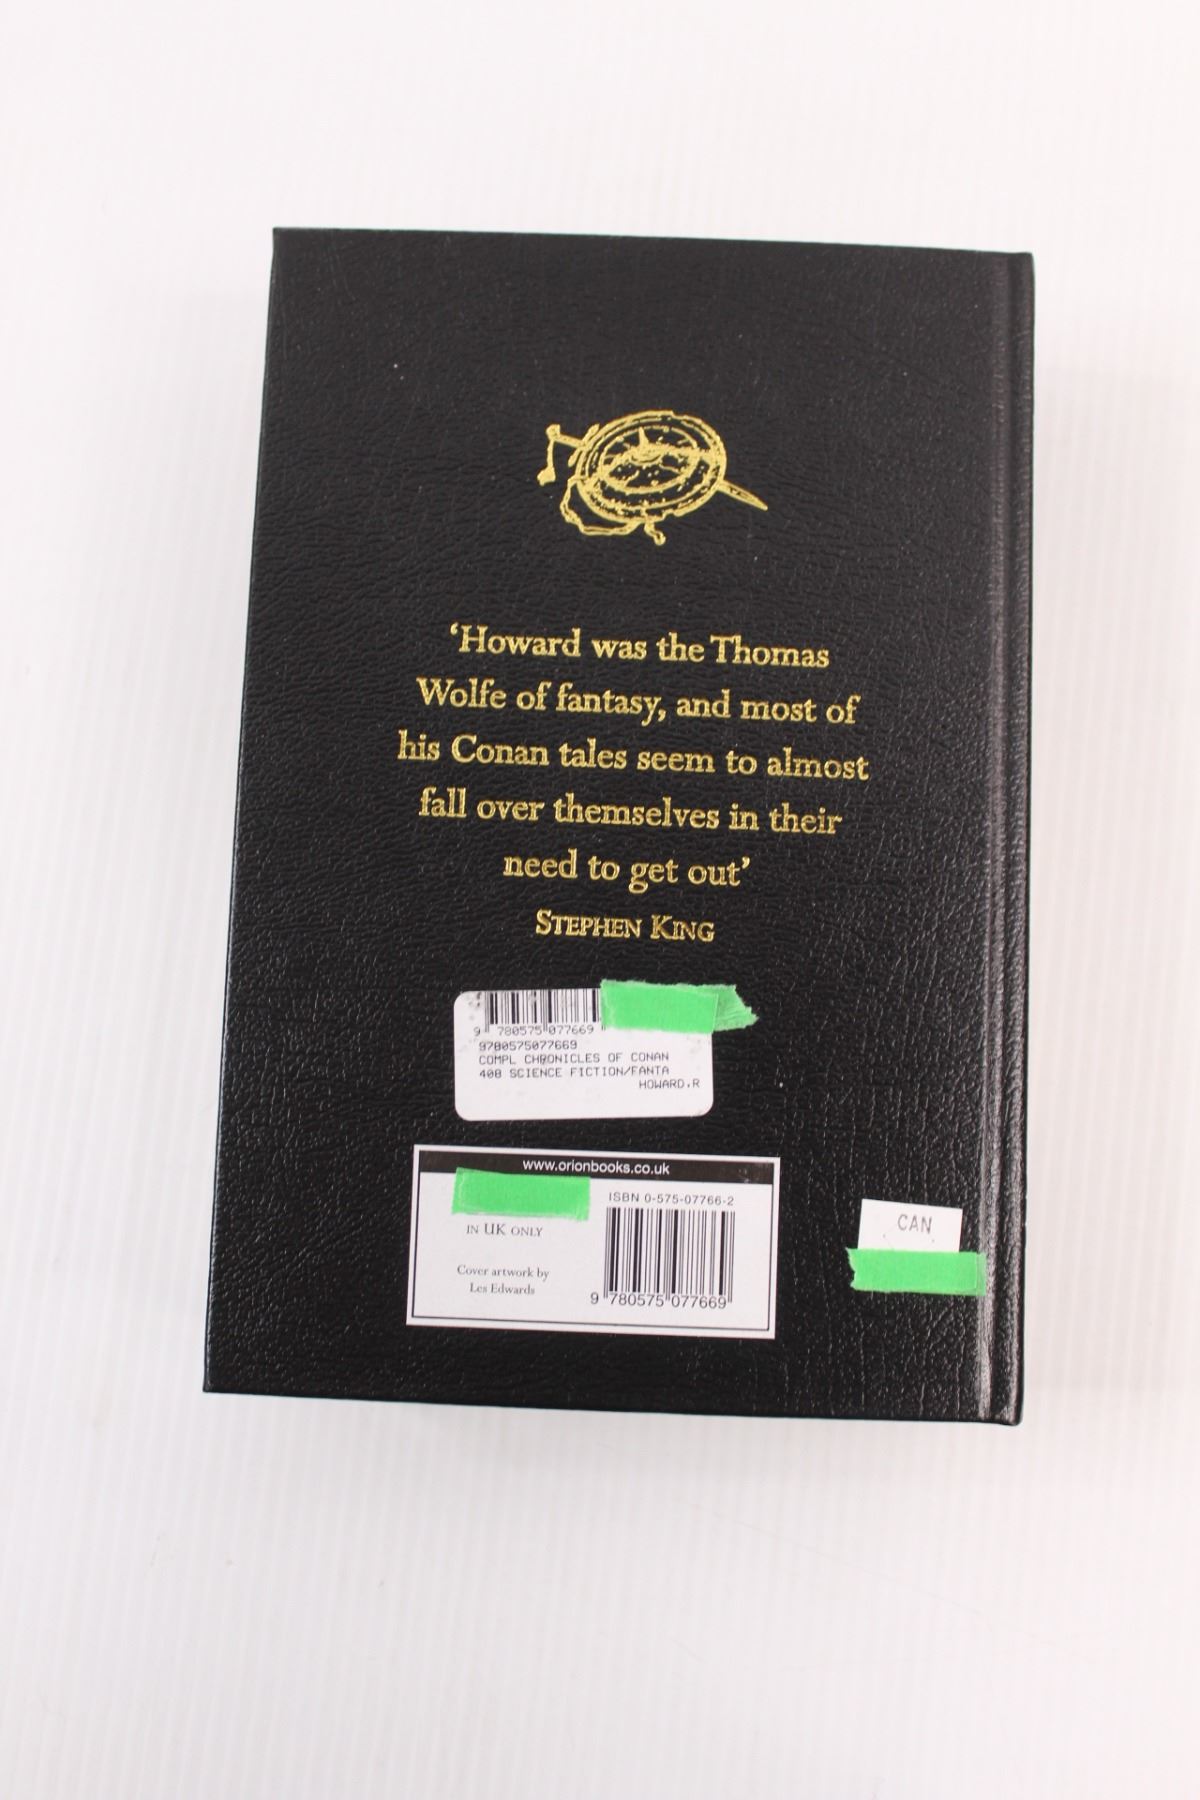 ‘Howard was the Thomas
Wolfe of fantasy, and most of
his Conan tales seem to almost
fall over themselves in their
need to get out’
STEPHEN KING
9 780575 077669
9780575077669
COMPL CHRONICLES OF CONAN
408 SCIENCE FICTION/FANTA
HOWARD,R
www.orionbooks.co.uk
IN UK ONLY
Cover artwork by
Les Edwards
ISBN 0-575-07766-2
9 780575 077669
CAN